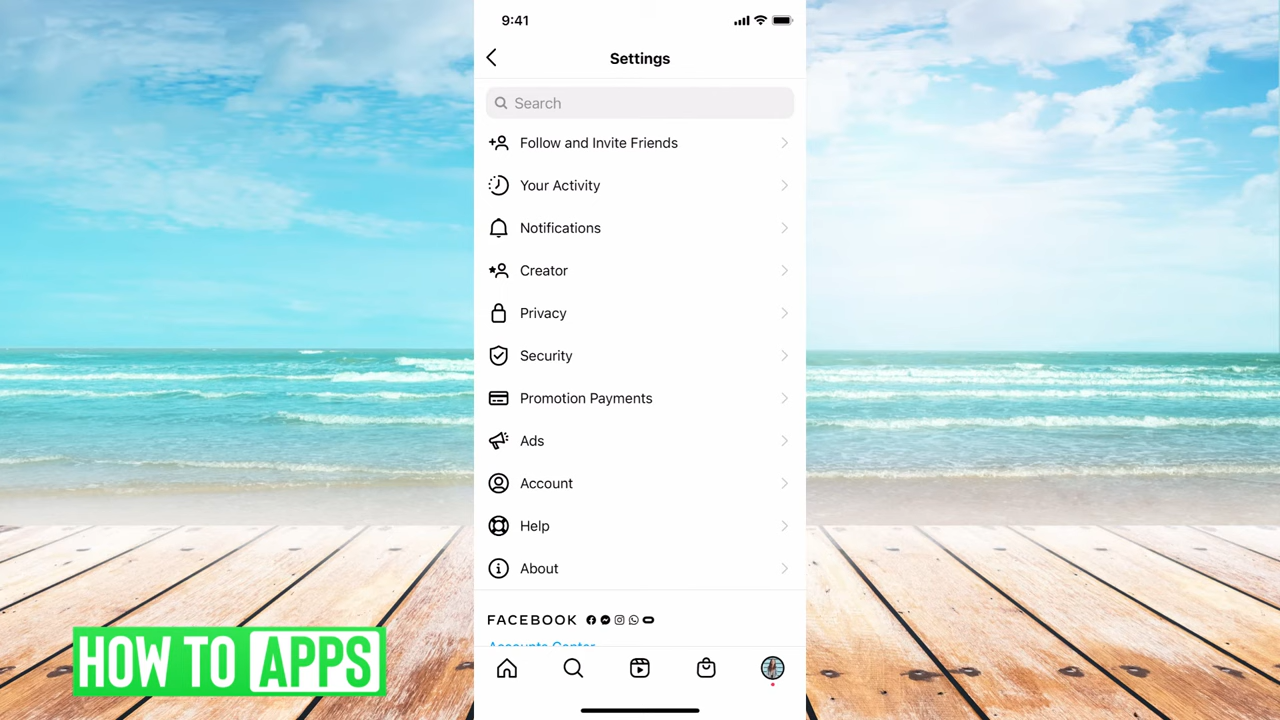 9:41
Settings
Search
Follow and Invite Friends
Your Activity
Notifications
Creator
Privacy
Security
Promotion Payments
Ads
Account
Help
About
FACEBOOK
Accounts Center
HOW TO APPS